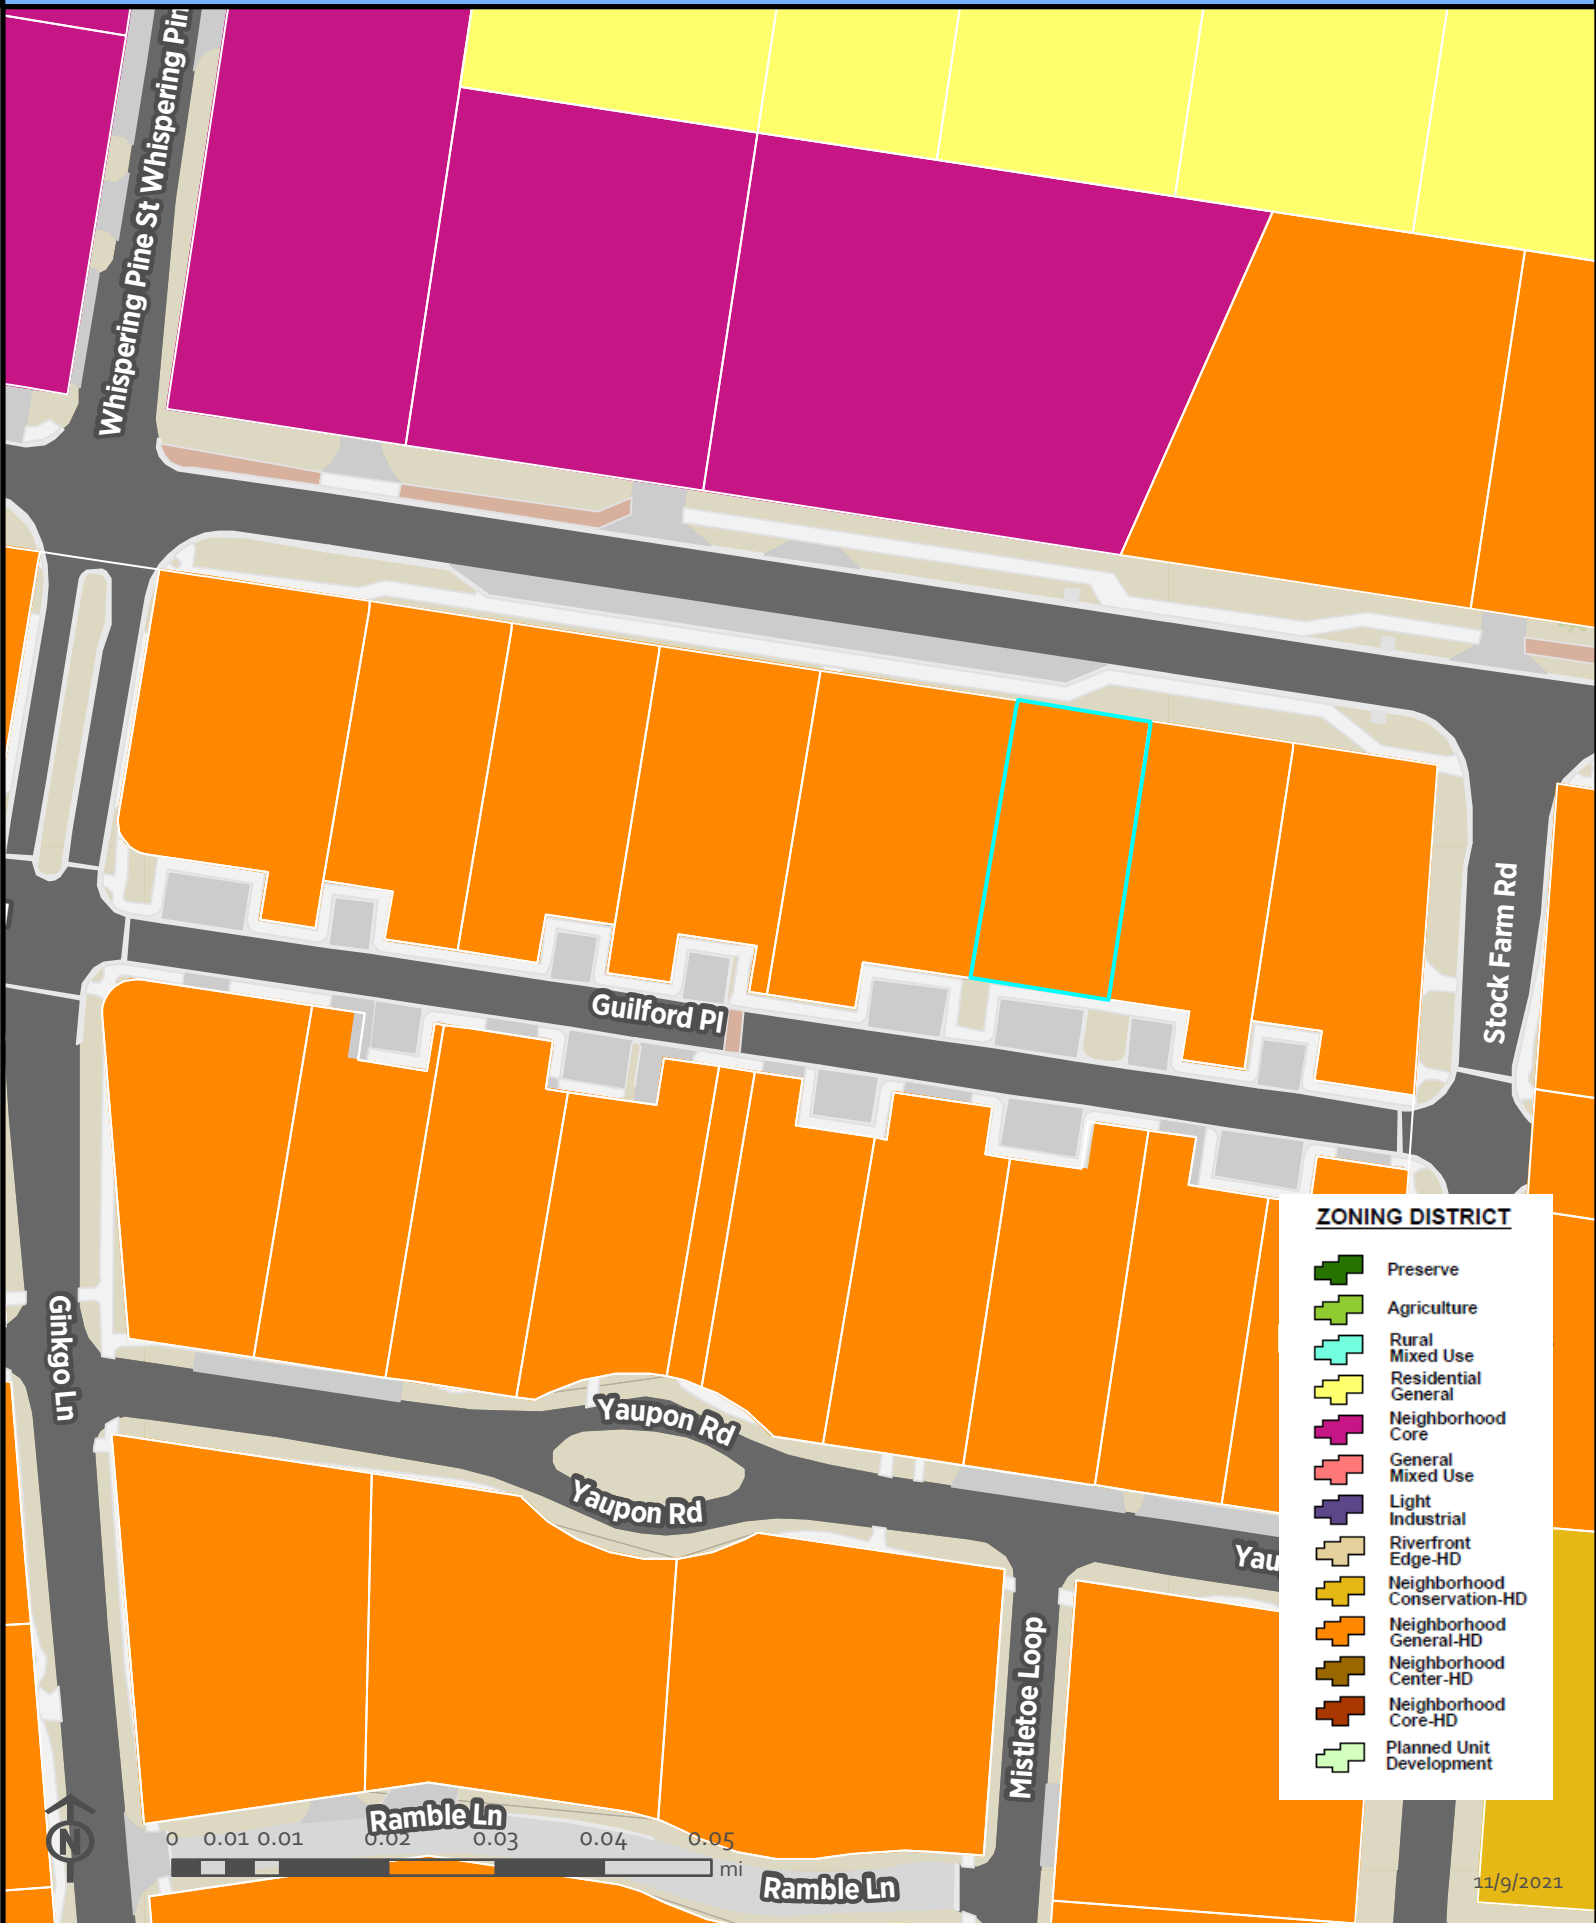 Whispering Pine St Whispering Pin
Guilford Pl
Stock Farm Rd
Ginkgo Ln
Yaupon Rd
Yaupon Rd
Yau
Mistletoe Loop
Ramble Ln
Ramble Ln
ZONING DISTRICT
Preserve
Agriculture
Rural
Mixed Use
Residential
General
Neighborhood
Core
General
Mixed Use
Light
Industrial
Riverfront
Edge-HD
Neighborhood
Conservation-HD
Neighborhood
General-HD
Neighborhood
Center-HD
Neighborhood
Core-HD
Planned Unit
Development
N
0 0.01 0.01 0.02 0.03 0.04 0.05
mi
11/9/2021